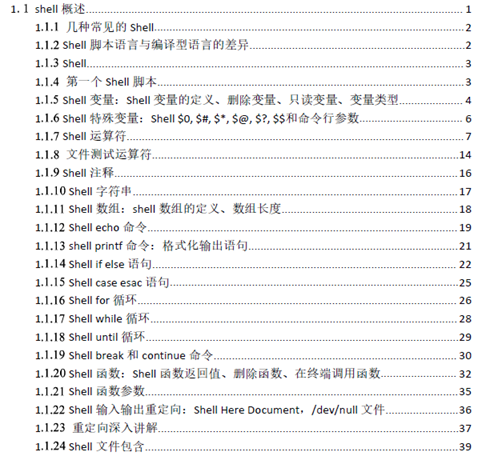 1.1 shell 概述 1
1.1.1 几种常见的 Shell 2
1.1.2 Shell 脚本语言与编译型语言的差异 2
1.1.3 Shell 3
1.1.4 第一个 Shell 脚本 3
1.1.5 Shell 变量：Shell 变量的定义、删除变量、只读变量、变量类型 4
1.1.6 Shell 特殊变量：Shell $0, $#, $*, $@, $?, $$和命令行参数 6
1.1.7 Shell 运算符 7
1.1.8 文件测试运算符 14
1.1.9 Shell 注释 16
1.1.10 Shell 字符串 17
1.1.11 Shell 数组：shell 数组的定义、数组长度 18
1.1.12 Shell echo 命令 19
1.1.13 shell printf 命令：格式化输出语句 21
1.1.14 Shell if else 语句 22
1.1.15 Shell case esac 语句 25
1.1.16 Shell for 循环 26
1.1.17 Shell while 循环 28
1.1.18 Shell until 循环 29
1.1.19 Shell break 和 continue 命令 30
1.1.20 Shell 函数：Shell 函数返回值、删除函数、在终端调用函数 32
1.1.21 Shell 函数参数 35
1.1.22 Shell 输入输出重定向：Shell Here Document，/dev/null 文件 36
1.1.23 重定向深入讲解 37
1.1.24 Shell 文件包含 39